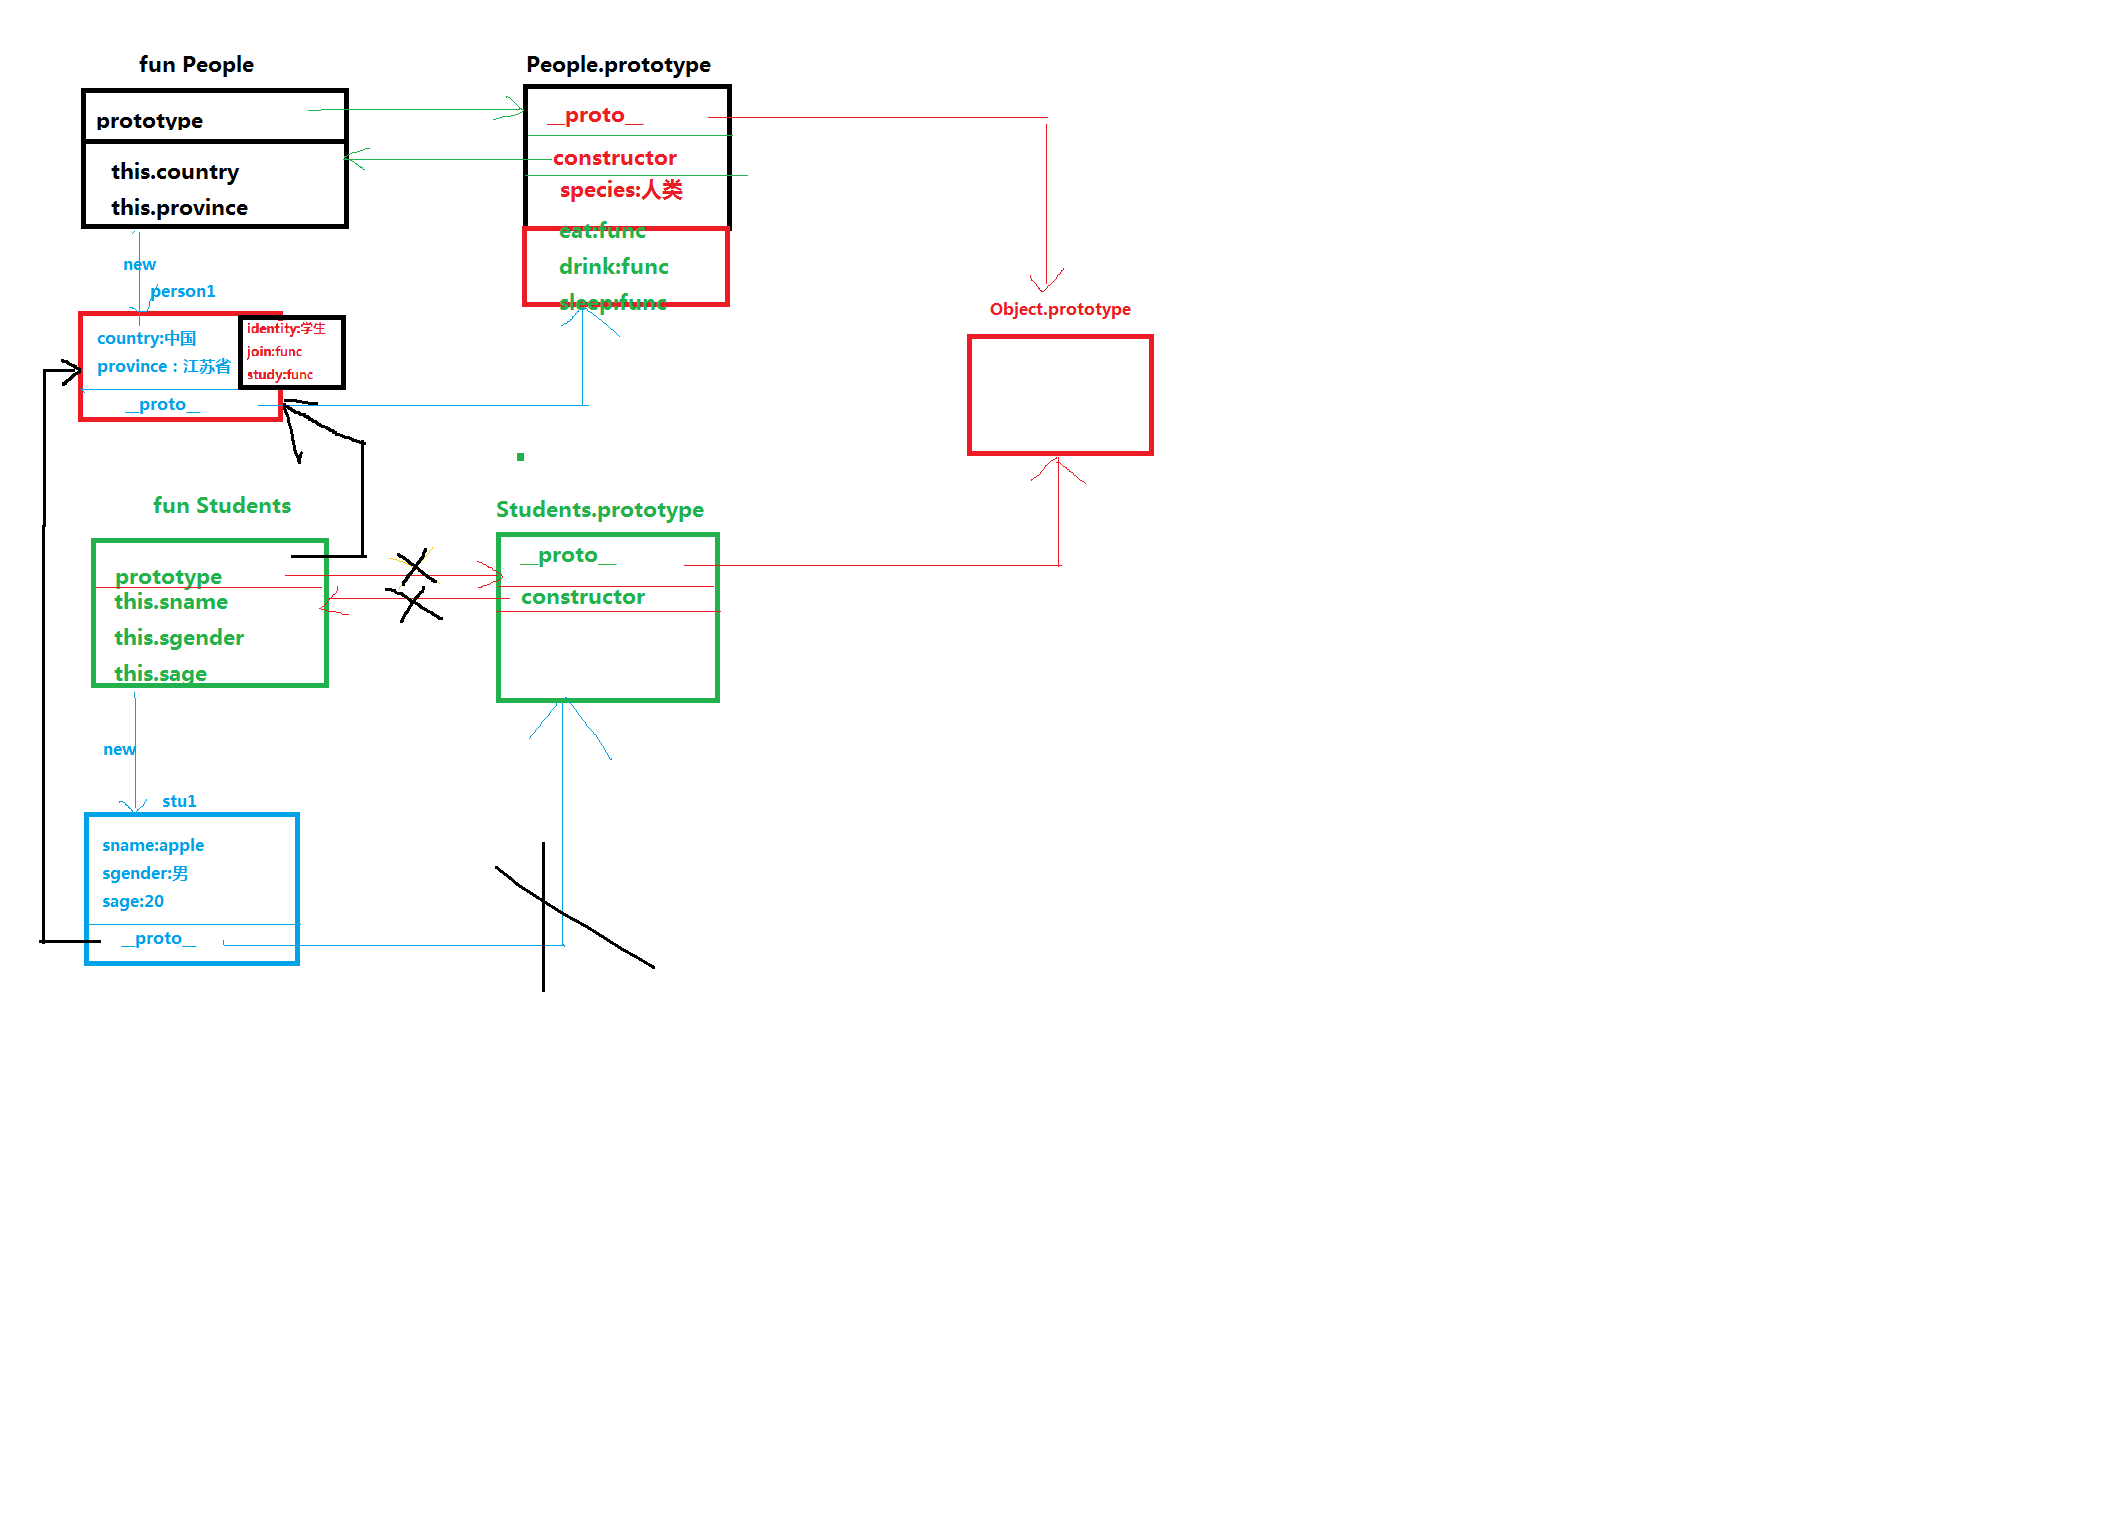 fun People
prototype
this.country
this.province
People.prototype
__proto__
constructor
species:人类
eat:func
drink:func
sleep:func
new
person1
country:中国
province：江苏省
__proto__
identity:学生
join:func
study:func
Object.prototype
fun Students
prototype
this.sname
this.sgender
this.sage
Students.prototype
__proto__
constructor
new
stu1
sname:apple
sgender:男
sage:20
__proto__